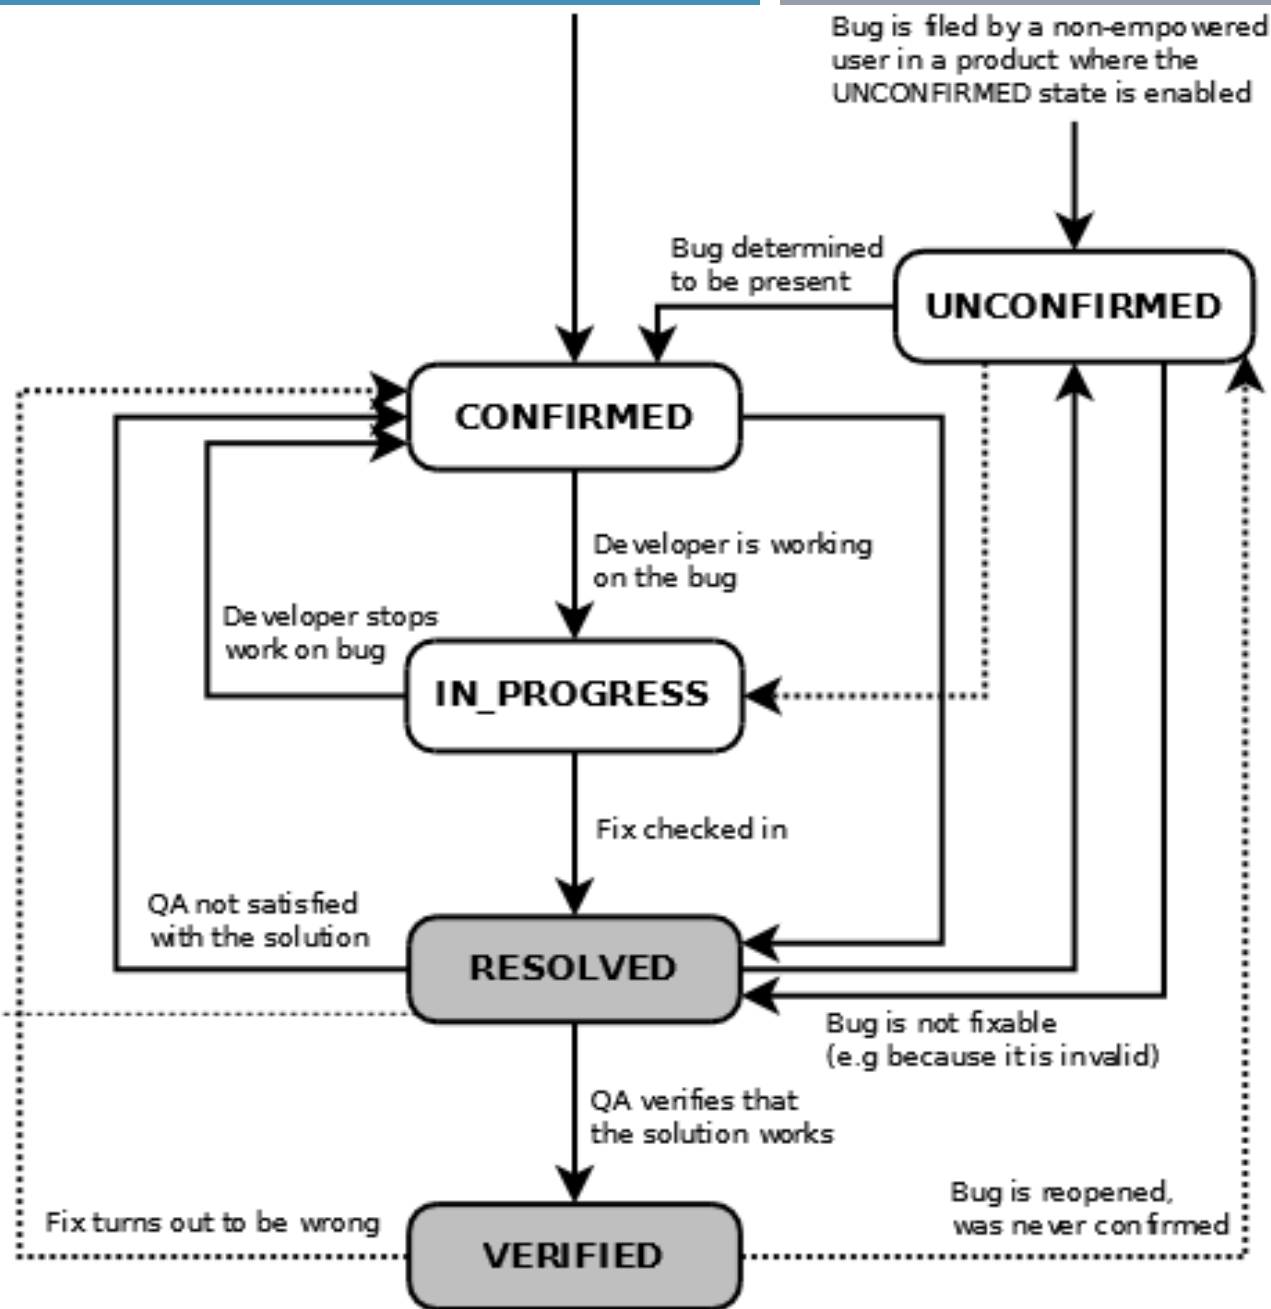 Bug is filed by a non-empowered
user in a product where the
UNCONFIRMED state is enabled
Bug determined
to be present
UNCONFIRMED
CONFIRMED
Developer is working
on the bug
Developer stops
work on bug
IN_PROGRESS
Fix checked in
QA not satisfied
with the solution
RESOLVED
Bug is not fixable
(e.g because it is invalid)
QA verifies that
the solution works
Bug is reopened,
was never confirmed
Fix turns out to be wrong
VERIFIED